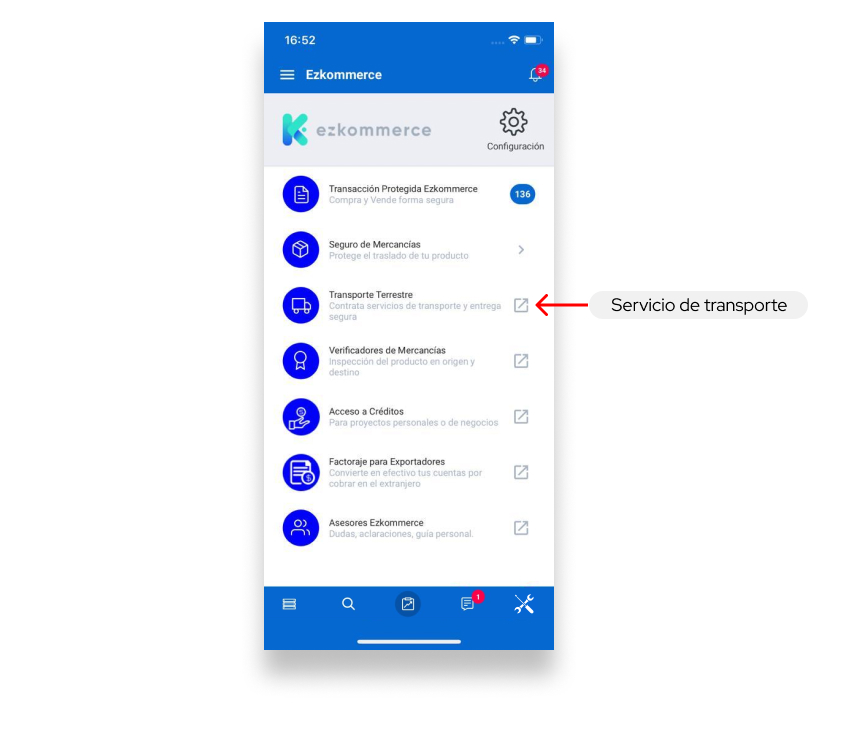 16:52
Ezkommerce
34
ezkommerce
Configuración
Transacción Protegida Ezkommerce
Compra y Vende forma segura
136
Seguro de Mercancías
Protege el traslado de tu producto
Transporte Terrestre
Contrata servicios de transporte y entrega
segura
Servicio de transporte
Verificadores de Mercancías
Inspección del producto en origen y
destino
Acceso a Créditos
Para proyectos personales o de negocios
Factoraje para Exportadores
Convierte en efectivo tus cuentas por
cobrar en el extranjero
Asesores Ezkommerce
Dudas, aclaraciones, guía personal.
1